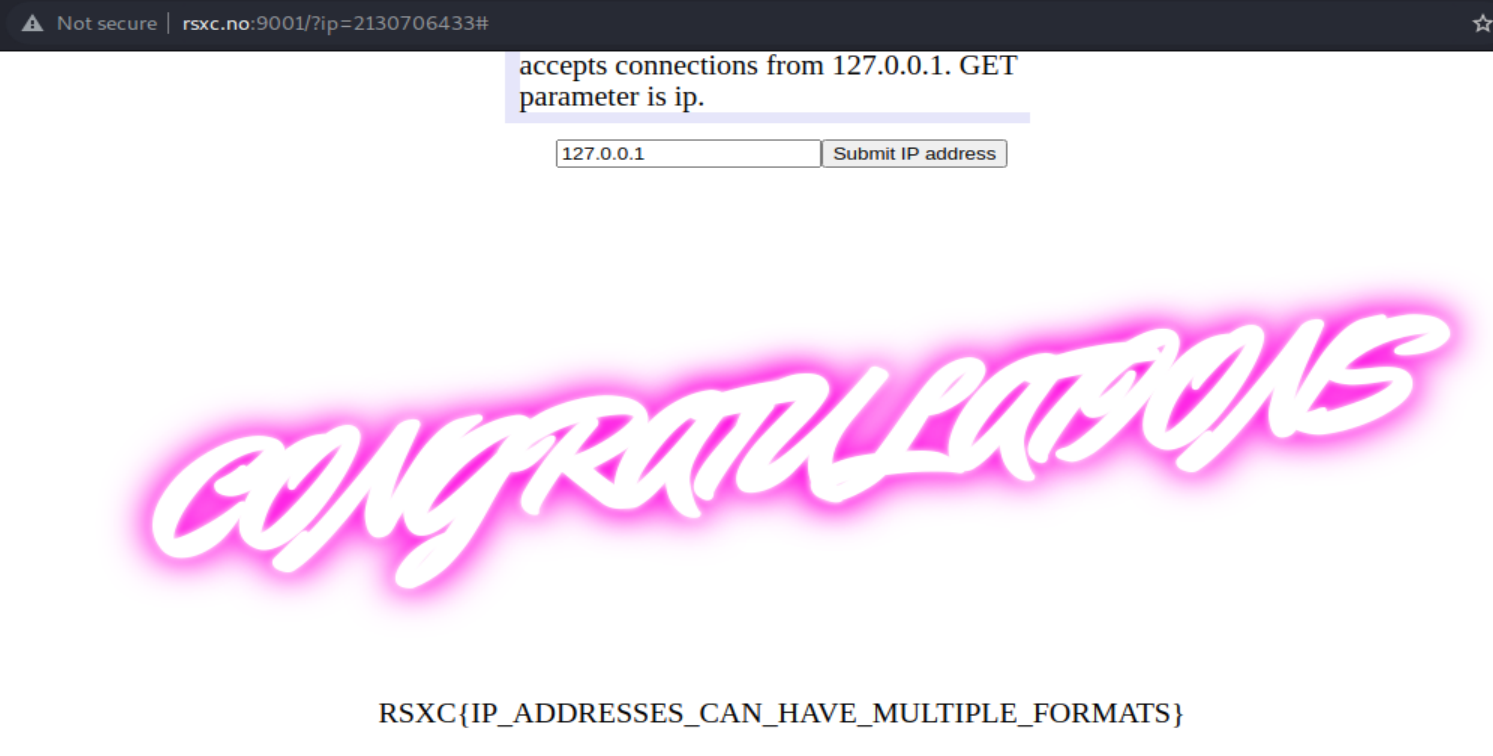 Not secure rsxc.no:9001/?ip=2130706433#
accepts connections from 127.0.0.1. GET
parameter is ip.
127.0.0.1 Submit IP address
CONGRATULATIONS
RSXC{IP_ADDRESSES_CAN_HAVE_MULTIPLE_FORMATS}